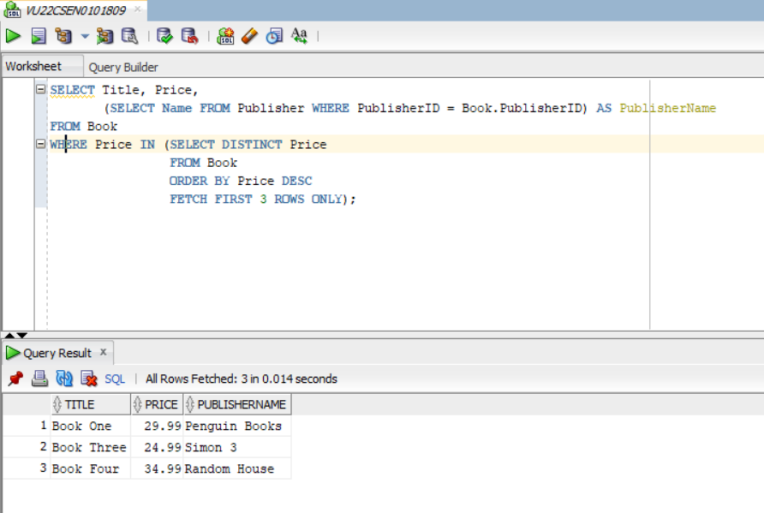 VU22CSEN0101809
Worksheet Query Builder
SELECT Title, Price,
(SELECT Name FROM Publisher WHERE PublisherID = Book.PublisherID) AS PublisherName
FROM Book
WHERE Price IN (SELECT DISTINCT Price
FROM Book
ORDER BY Price DESC
FETCH FIRST 3 ROWS ONLY);
Query Result x
SQL | All Rows Fetched: 3 in 0.014 seconds
TITLE PRICE PUBLISHERNAME
1 Book One 29.99 Penguin Books
2 Book Three 24.99 Simon 3
3 Book Four 34.99 Random House